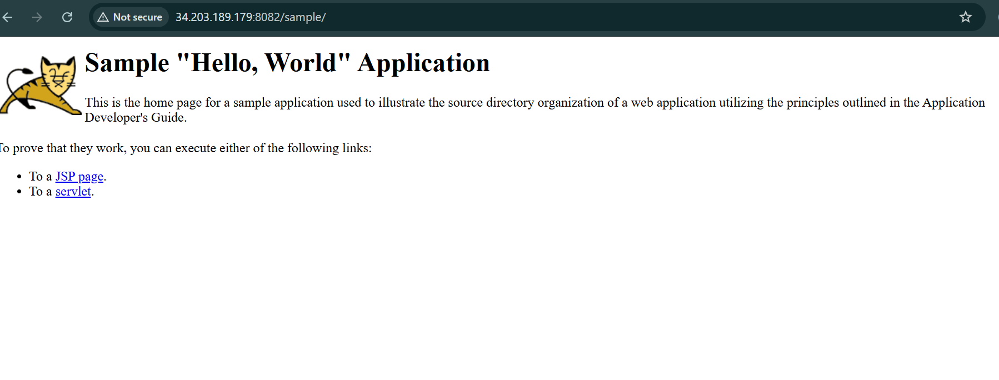 Not secure 34.203.189.179:8082/sample/
Sample "Hello, World" Application
This is the home page for a sample application used to illustrate the source directory organization of a web application utilizing the principles outlined in the Application
Developer's Guide.
To prove that they work, you can execute either of the following links:
• To a JSP page.
• To a servlet.